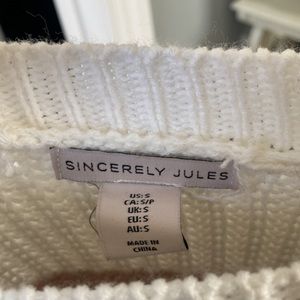 SINCERELY JULES
US: S
CA: S/P
UK: S
EU: S
AU: S
MADE IN
CHINA